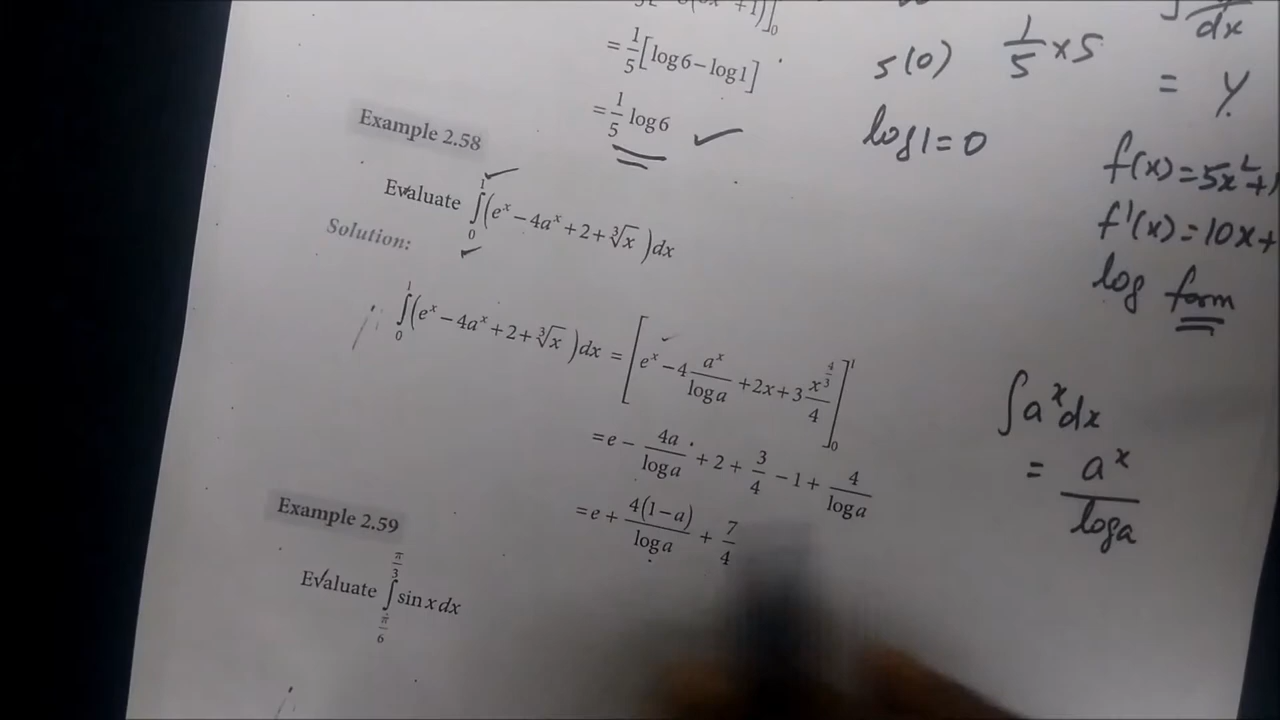 = 1/5 [log 6 − log 1]
= 1/5 log 6
Example 2.58
Evaluate ∫₀¹ (eˣ − 4aˣ + 2 + ∛x) dx
Solution:
∫₀¹ (eˣ − 4aˣ + 2 + ∛x) dx = [eˣ − 4 aˣ/log a + 2x + 3 x^(4/3)/4]₀¹
= e − 4a/log a + 2 + 3/4 − 1 + 4/log a
= e + 4(1−a)/log a + 7/4
Example 2.59
Evaluate ∫_(π/6)^(π/3) sin x dx
5(0) 1/5 × 5
log 1 = 0
dx
= y
f(x) = 5x² +
f'(x) = 10x +
log form
∫aˣdx
= aˣ/log a